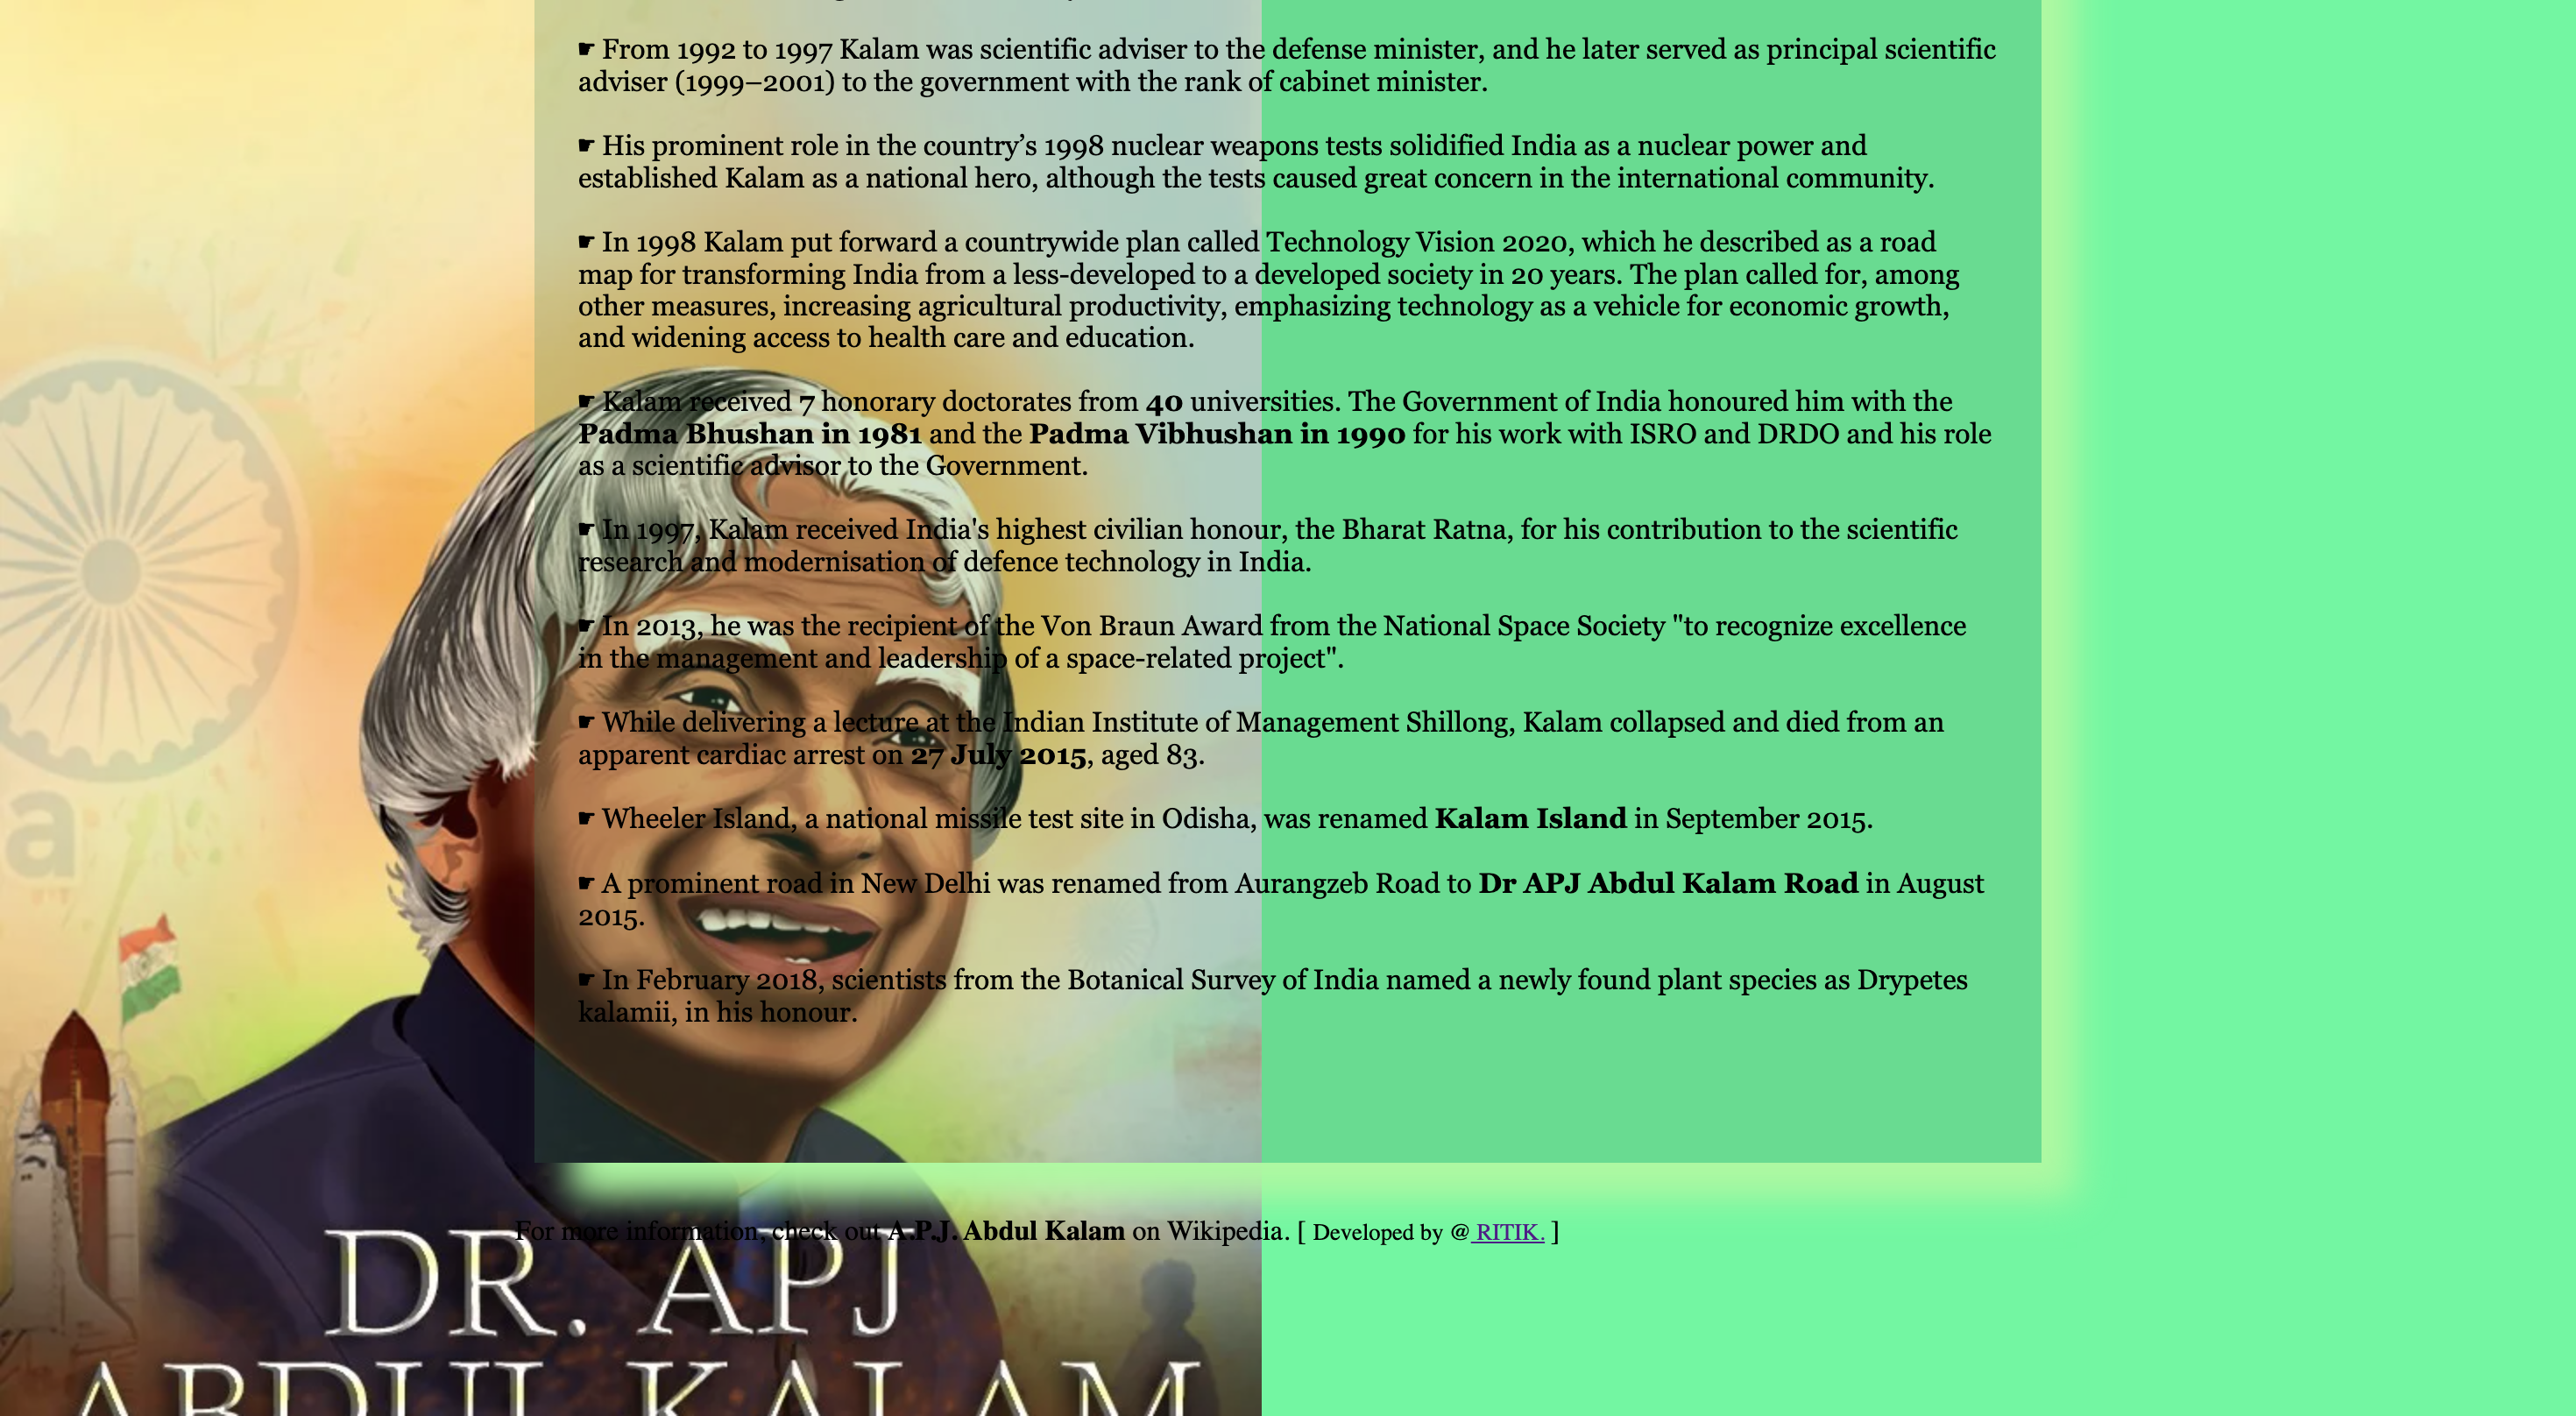 ☛ From 1992 to 1997 Kalam was scientific adviser to the defense minister, and he later served as principal scientific
adviser (1999–2001) to the government with the rank of cabinet minister.
☛ His prominent role in the country’s 1998 nuclear weapons tests solidified India as a nuclear power and
established Kalam as a national hero, although the tests caused great concern in the international community.
☛ In 1998 Kalam put forward a countrywide plan called Technology Vision 2020, which he described as a road
map for transforming India from a less-developed to a developed society in 20 years. The plan called for, among
other measures, increasing agricultural productivity, emphasizing technology as a vehicle for economic growth,
and widening access to health care and education.
☛ Kalam received 7 honorary doctorates from 40 universities. The Government of India honoured him with the
Padma Bhushan in 1981 and the Padma Vibhushan in 1990 for his work with ISRO and DRDO and his role
as a scientific advisor to the Government.
☛ In 1997, Kalam received India's highest civilian honour, the Bharat Ratna, for his contribution to the scientific
research and modernisation of defence technology in India.
☛ In 2013, he was the recipient of the Von Braun Award from the National Space Society "to recognize excellence
in the management and leadership of a space-related project".
☛ While delivering a lecture at the Indian Institute of Management Shillong, Kalam collapsed and died from an
apparent cardiac arrest on 27 July 2015, aged 83.
☛ Wheeler Island, a national missile test site in Odisha, was renamed Kalam Island in September 2015.
☛ A prominent road in New Delhi was renamed from Aurangzeb Road to Dr APJ Abdul Kalam Road in August
2015.
☛ In February 2018, scientists from the Botanical Survey of India named a newly found plant species as Drypetes
kalamii, in his honour.
a
For more information, check out A.P.J. Abdul Kalam on Wikipedia. [ Developed by @ RITIK. ]
DR. APJ
ABDUL KALAM